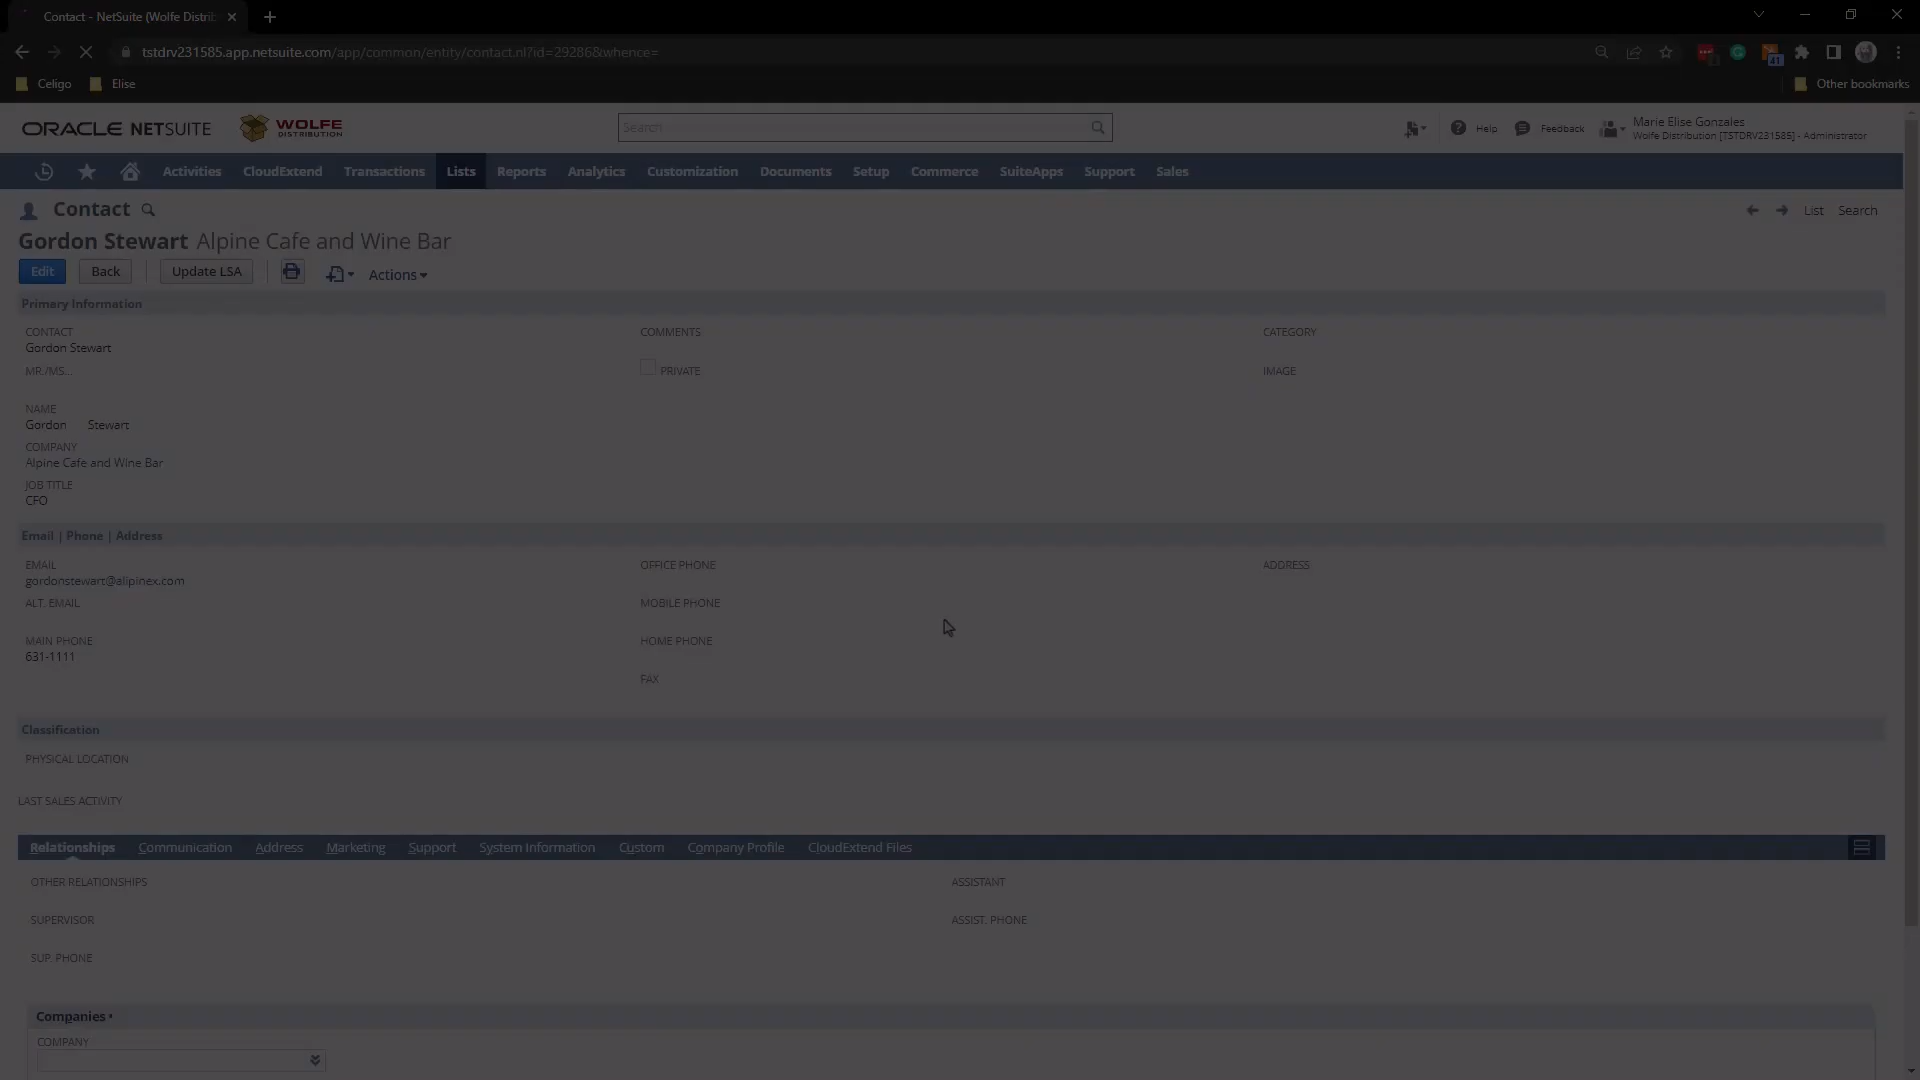 Contact - NetSuite (Wolfe Distrib
tstdrv231585.app.netsuite.com/app/common/entity/contact.nl?id=29286&whence=
41
Celigo Elise Other bookmarks
ORACLE NETSUITE WOLFE DISTRIBUTION Search Help Feedback Marie Elise Gonzales
Wolfe Distribution [TSTDRV231585] - Administrator
Activities CloudExtend Transactions Lists Reports Analytics Customization Documents Setup Commerce SuiteApps Support Sales
Contact List Search
Gordon Stewart Alpine Cafe and Wine Bar
Edit Back Update LSA Actions
Primary Information
CONTACT COMMENTS CATEGORY
Gordon Stewart
MR./MS... PRIVATE IMAGE
NAME
Gordon Stewart
COMPANY
Alpine Cafe and Wine Bar
JOB TITLE
CFO
Email | Phone | Address
EMAIL OFFICE PHONE ADDRESS
gordonstewart@alipinex.com
ALT. EMAIL MOBILE PHONE
MAIN PHONE HOME PHONE
631-1111
FAX
Classification
PHYSICAL LOCATION
LAST SALES ACTIVITY
Relationships Communication Address Marketing Support System Information Custom Company Profile CloudExtend Files
OTHER RELATIONSHIPS ASSISTANT
SUPERVISOR ASSIST. PHONE
SUP. PHONE
Companies
COMPANY